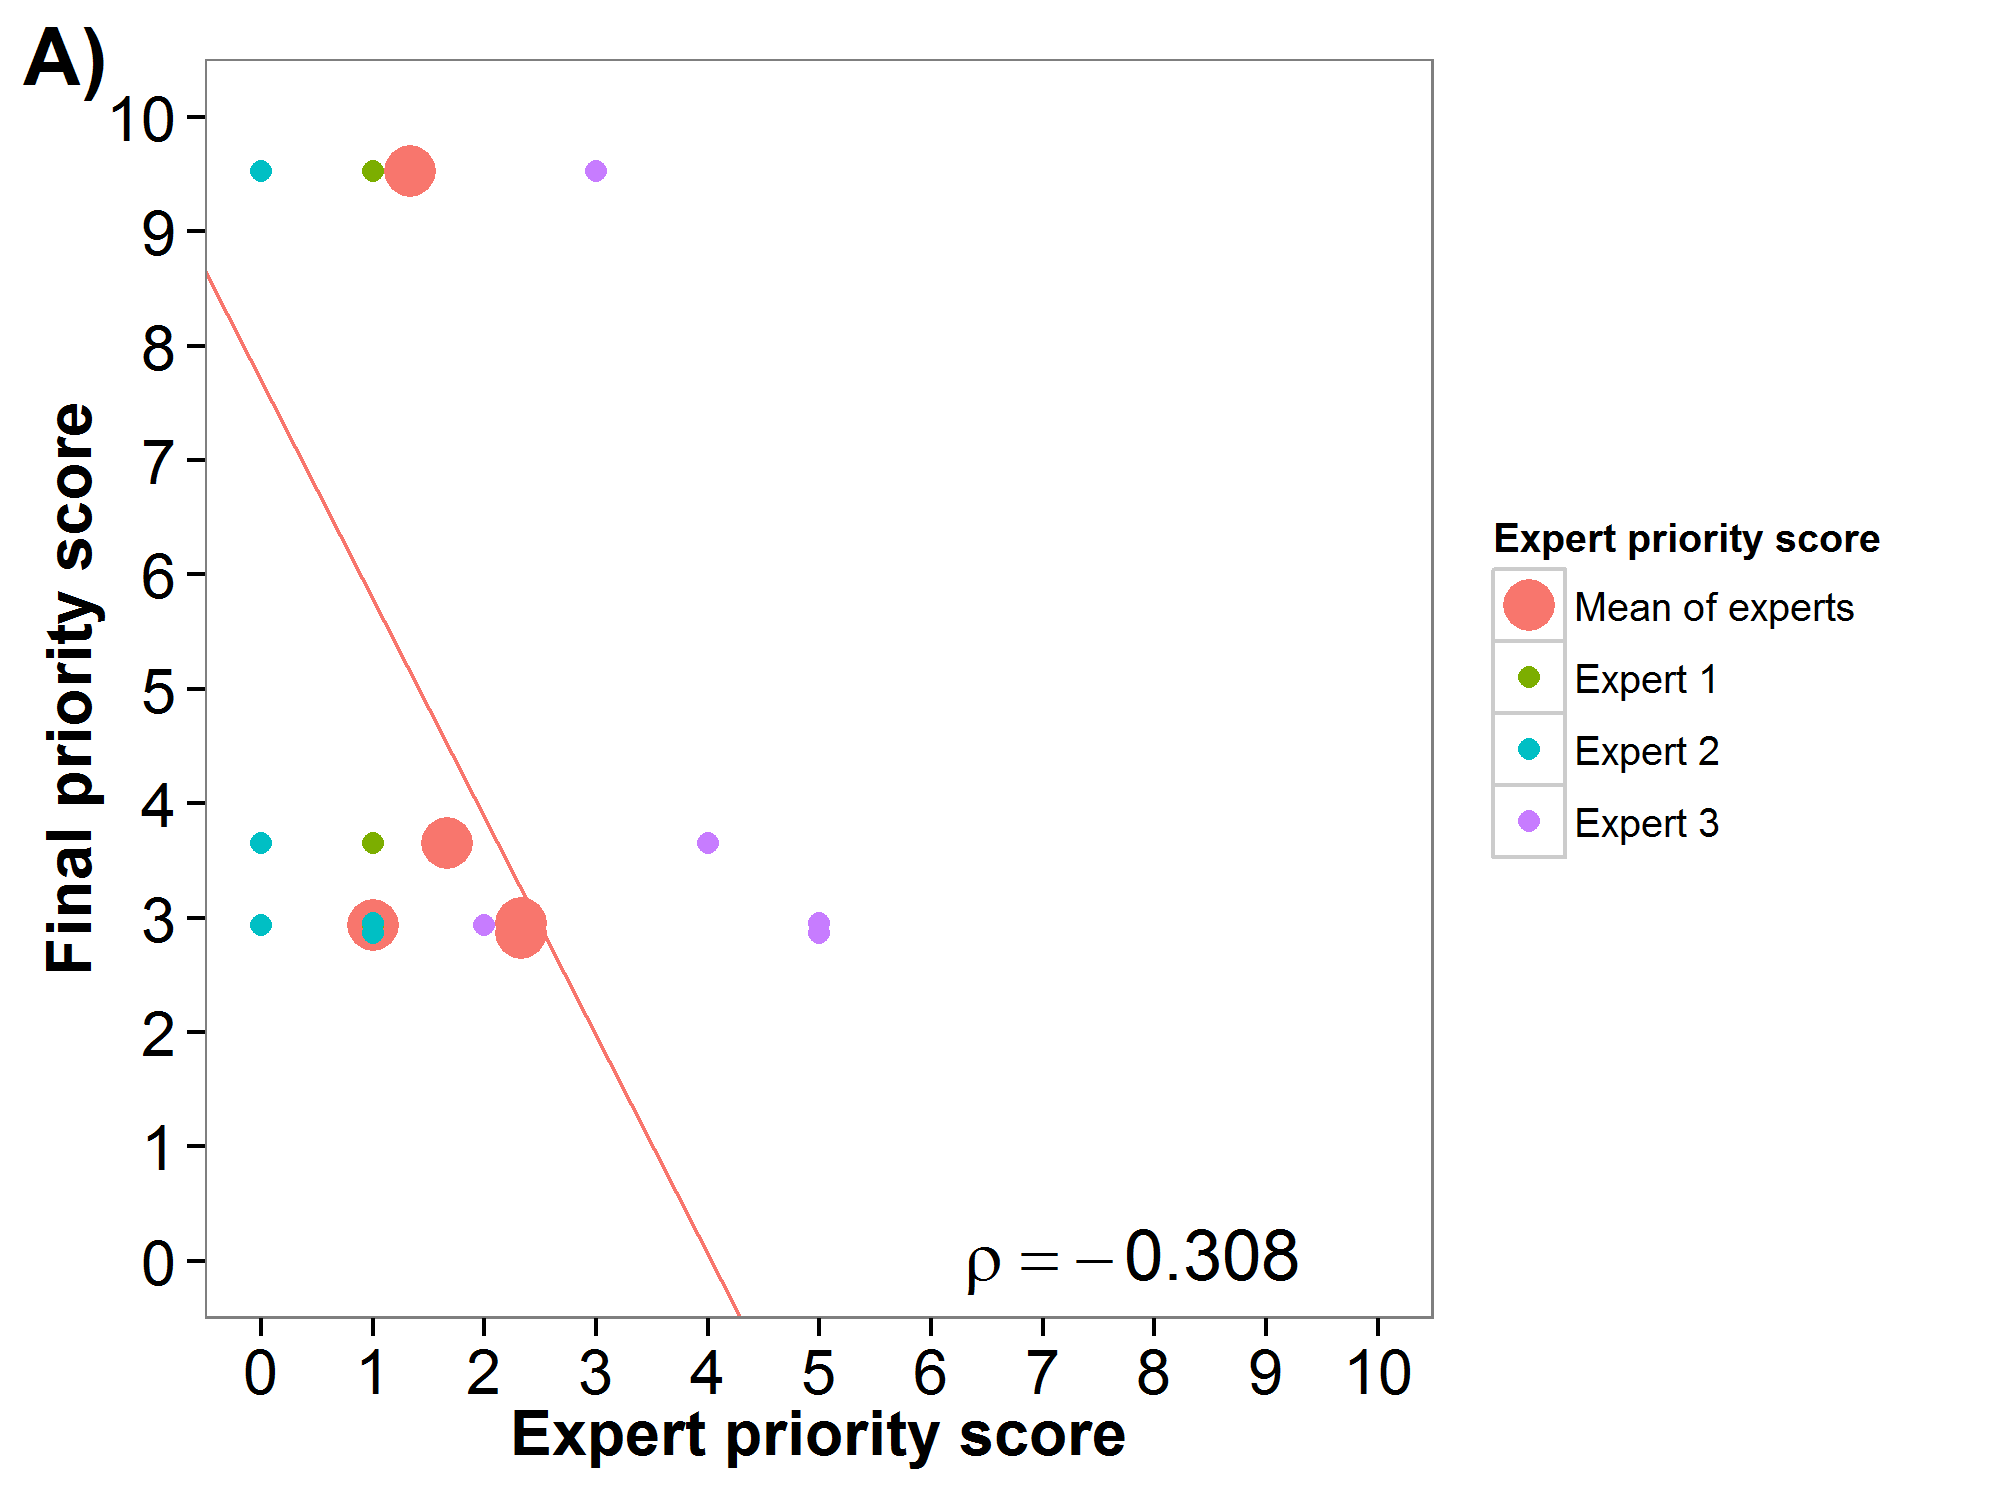 A)
10
9
8
7
6
5
4
3
2
1
0
Final priority score
0 1 2 3 4 5 6 7 8 9 10
Expert priority score
ρ = −0.308
Expert priority score
Mean of experts
Expert 1
Expert 2
Expert 3